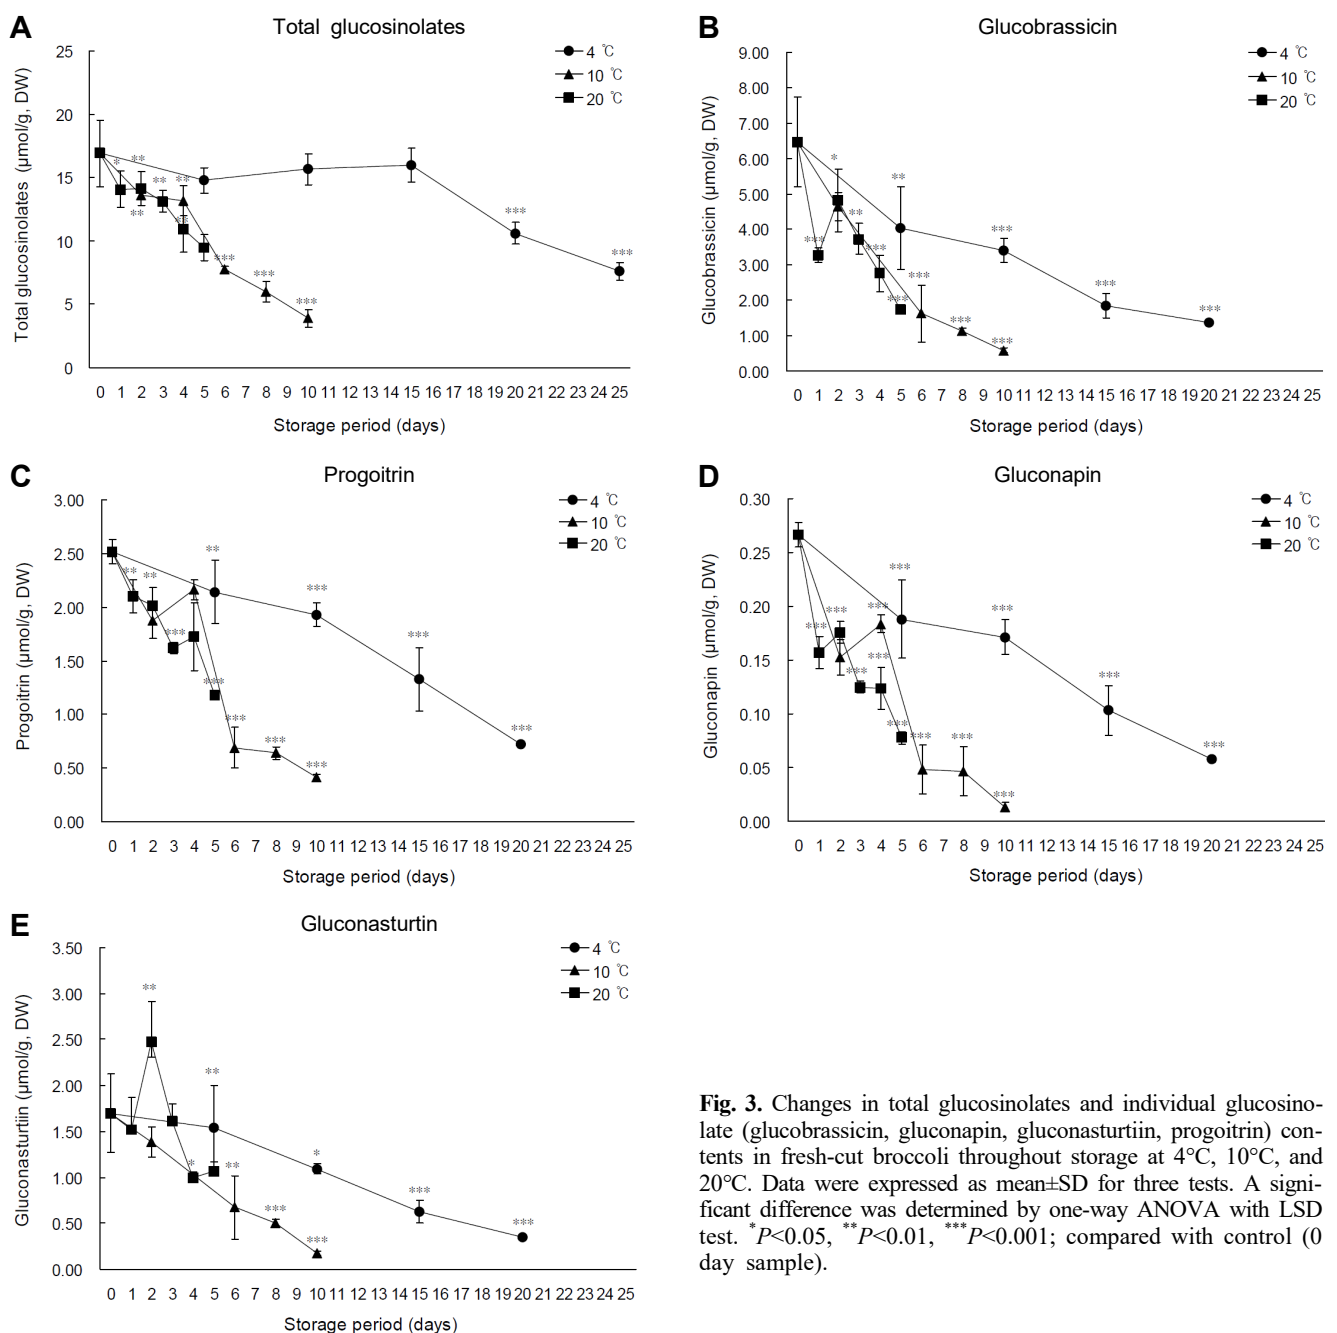 A
Total glucosinolates
4 ℃
10 ℃
20 ℃
Total glucosinolates (μmol/g, DW)
25
20
15
10
5
0
* ** ** ** ** ** *** *** *** *** ***
0 1 2 3 4 5 6 7 8 9 10 11 12 13 14 15 16 17 18 19 20 21 22 23 24 25
Storage period (days)
B
Glucobrassicin
4 ℃
10 ℃
20 ℃
Glucobrassicin (μmol/g, DW)
9.00
8.00
7.00
6.00
5.00
4.00
3.00
2.00
1.00
0.00
*** * ** *** *** ** *** *** *** *** *** ***
0 1 2 3 4 5 6 7 8 9 10 11 12 13 14 15 16 17 18 19 20 21 22 23 24 25
Storage period (days)
C
Progoitrin
4 ℃
10 ℃
20 ℃
Progoitrin (μmol/g, DW)
3.00
2.50
2.00
1.50
1.00
0.50
0.00
** ** *** *** ** *** *** *** *** *** ***
0 1 2 3 4 5 6 7 8 9 10 11 12 13 14 15 16 17 18 19 20 21 22 23 24 25
Storage period (days)
D
Gluconapin
4 ℃
10 ℃
20 ℃
Gluconapin (μmol/g, DW)
0.30
0.25
0.20
0.15
0.10
0.05
0.00
*** *** *** *** *** *** *** *** *** *** *** *** ***
0 1 2 3 4 5 6 7 8 9 10 11 12 13 14 15 16 17 18 19 20 21 22 23 24 25
Storage period (days)
E
Gluconasturtin
4 ℃
10 ℃
20 ℃
Gluconasturtiin (μmol/g, DW)
3.50
3.00
2.50
2.00
1.50
1.00
0.50
0.00
** * ** ** *** *** * *** ***
0 1 2 3 4 5 6 7 8 9 10 11 12 13 14 15 16 17 18 19 20 21 22 23 24 25
Storage period (days)
Fig. 3. Changes in total glucosinolates and individual glucosino-
late (glucobrassicin, gluconapin, gluconasturtiin, progoitrin) con-
tents in fresh-cut broccoli throughout storage at 4°C, 10°C, and
20°C. Data were expressed as mean±SD for three tests. A signi-
ficant difference was determined by one-way ANOVA with LSD
test. *P<0.05, **P<0.01, ***P<0.001; compared with control (0
day sample).